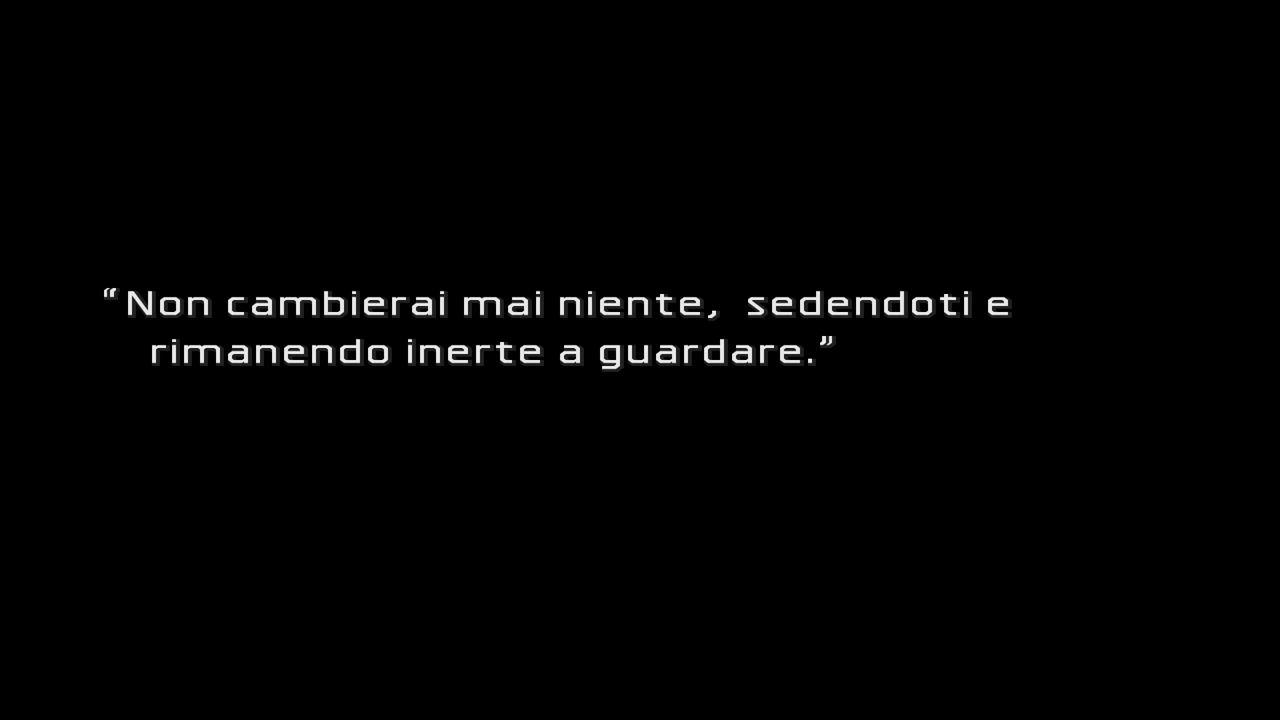 “Non cambierai mai niente, sedendoti e
rimanendo inerte a guardare.”